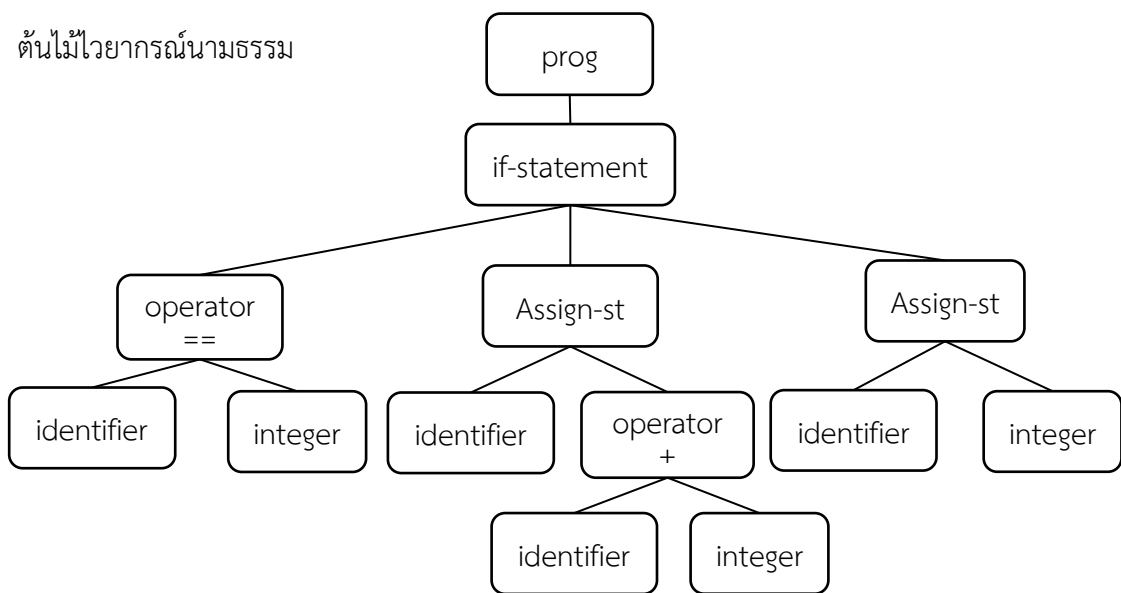 ต้นไม้ไวยากรณ์นามธรรม
prog
if-statement
operator
==
Assign-st
Assign-st
identifier
integer
identifier
operator
+
identifier
integer
identifier
integer